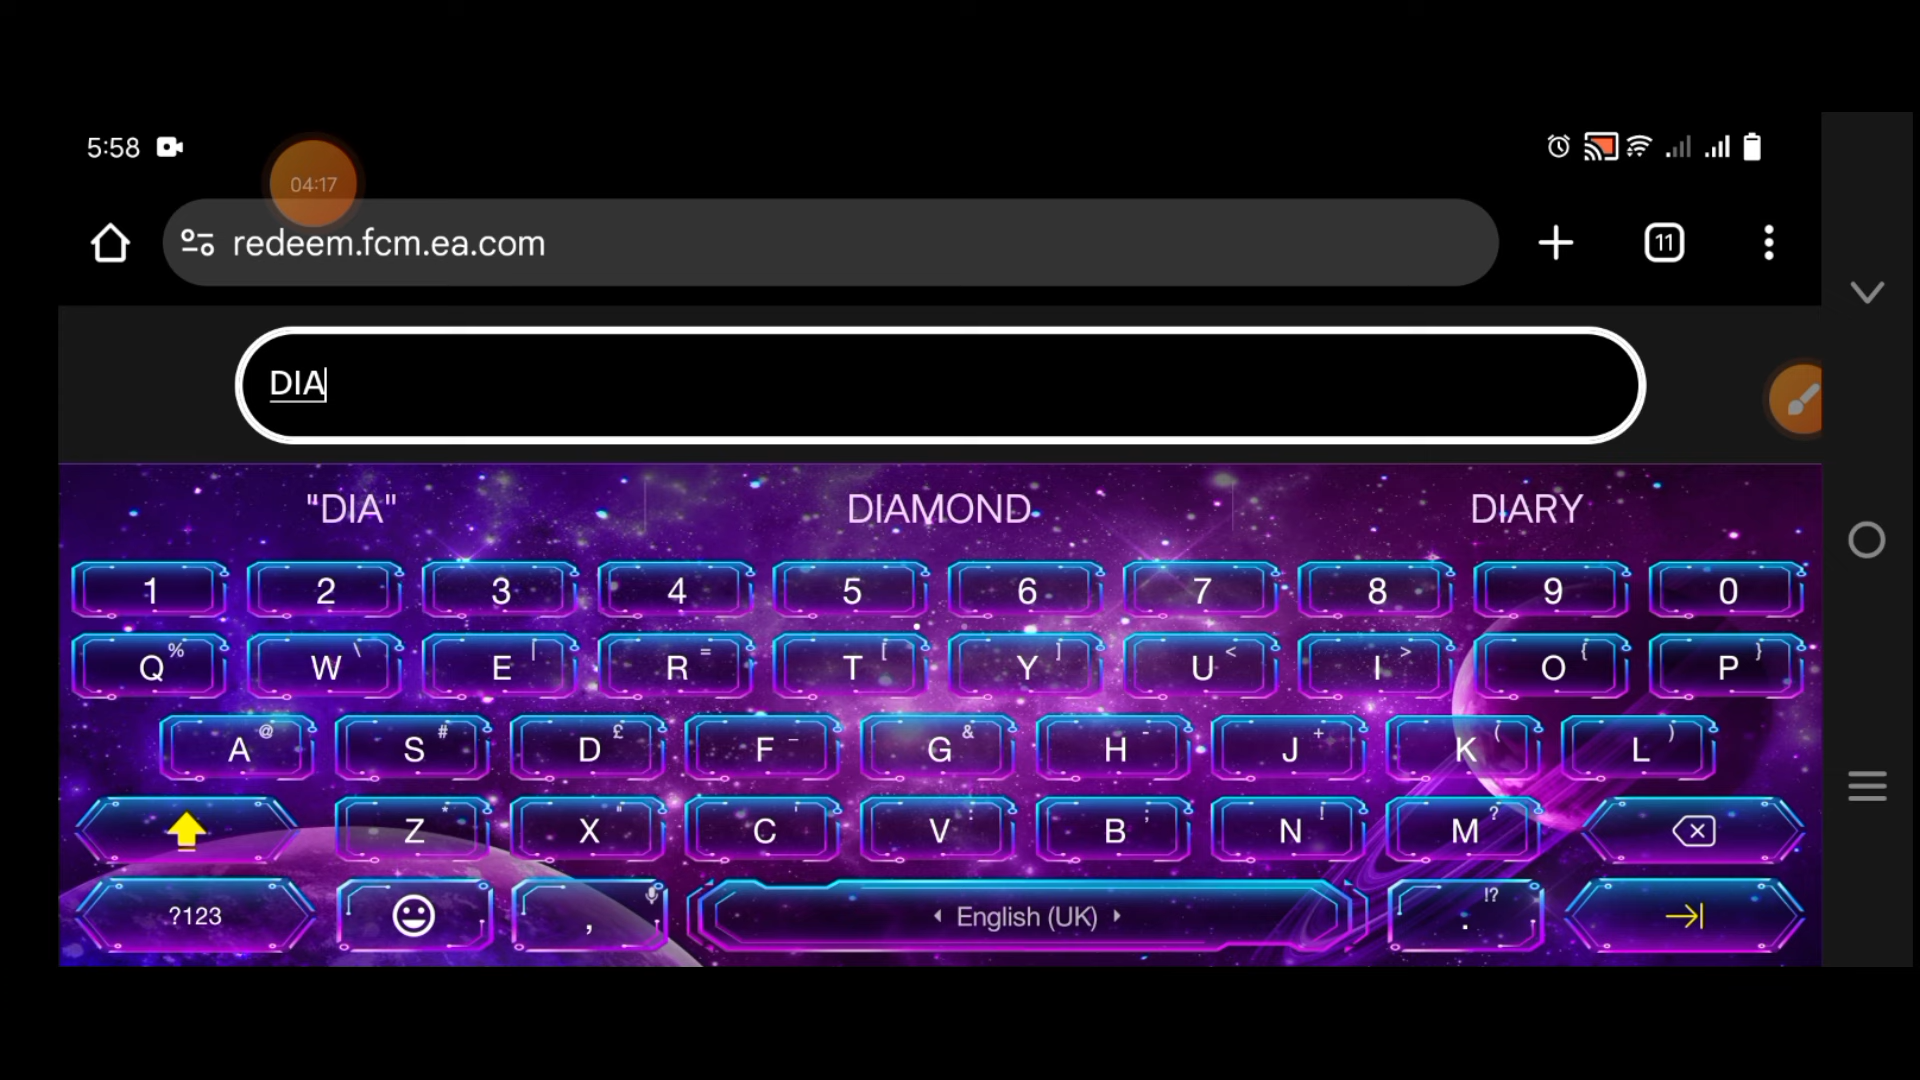 5:58
04:17
redeem.fcm.ea.com
11
DIA
"DIA" DIAMOND DIARY
1 2 3 4 5 6 7 8 9 0
Q % W \ E | R = T [ Y ] U < I > O { P }
A @ S # D £ F _ G & H - J + K ( L )
Z * X " C ' V : B ; N ! M ?
?123 , English (UK) . !?